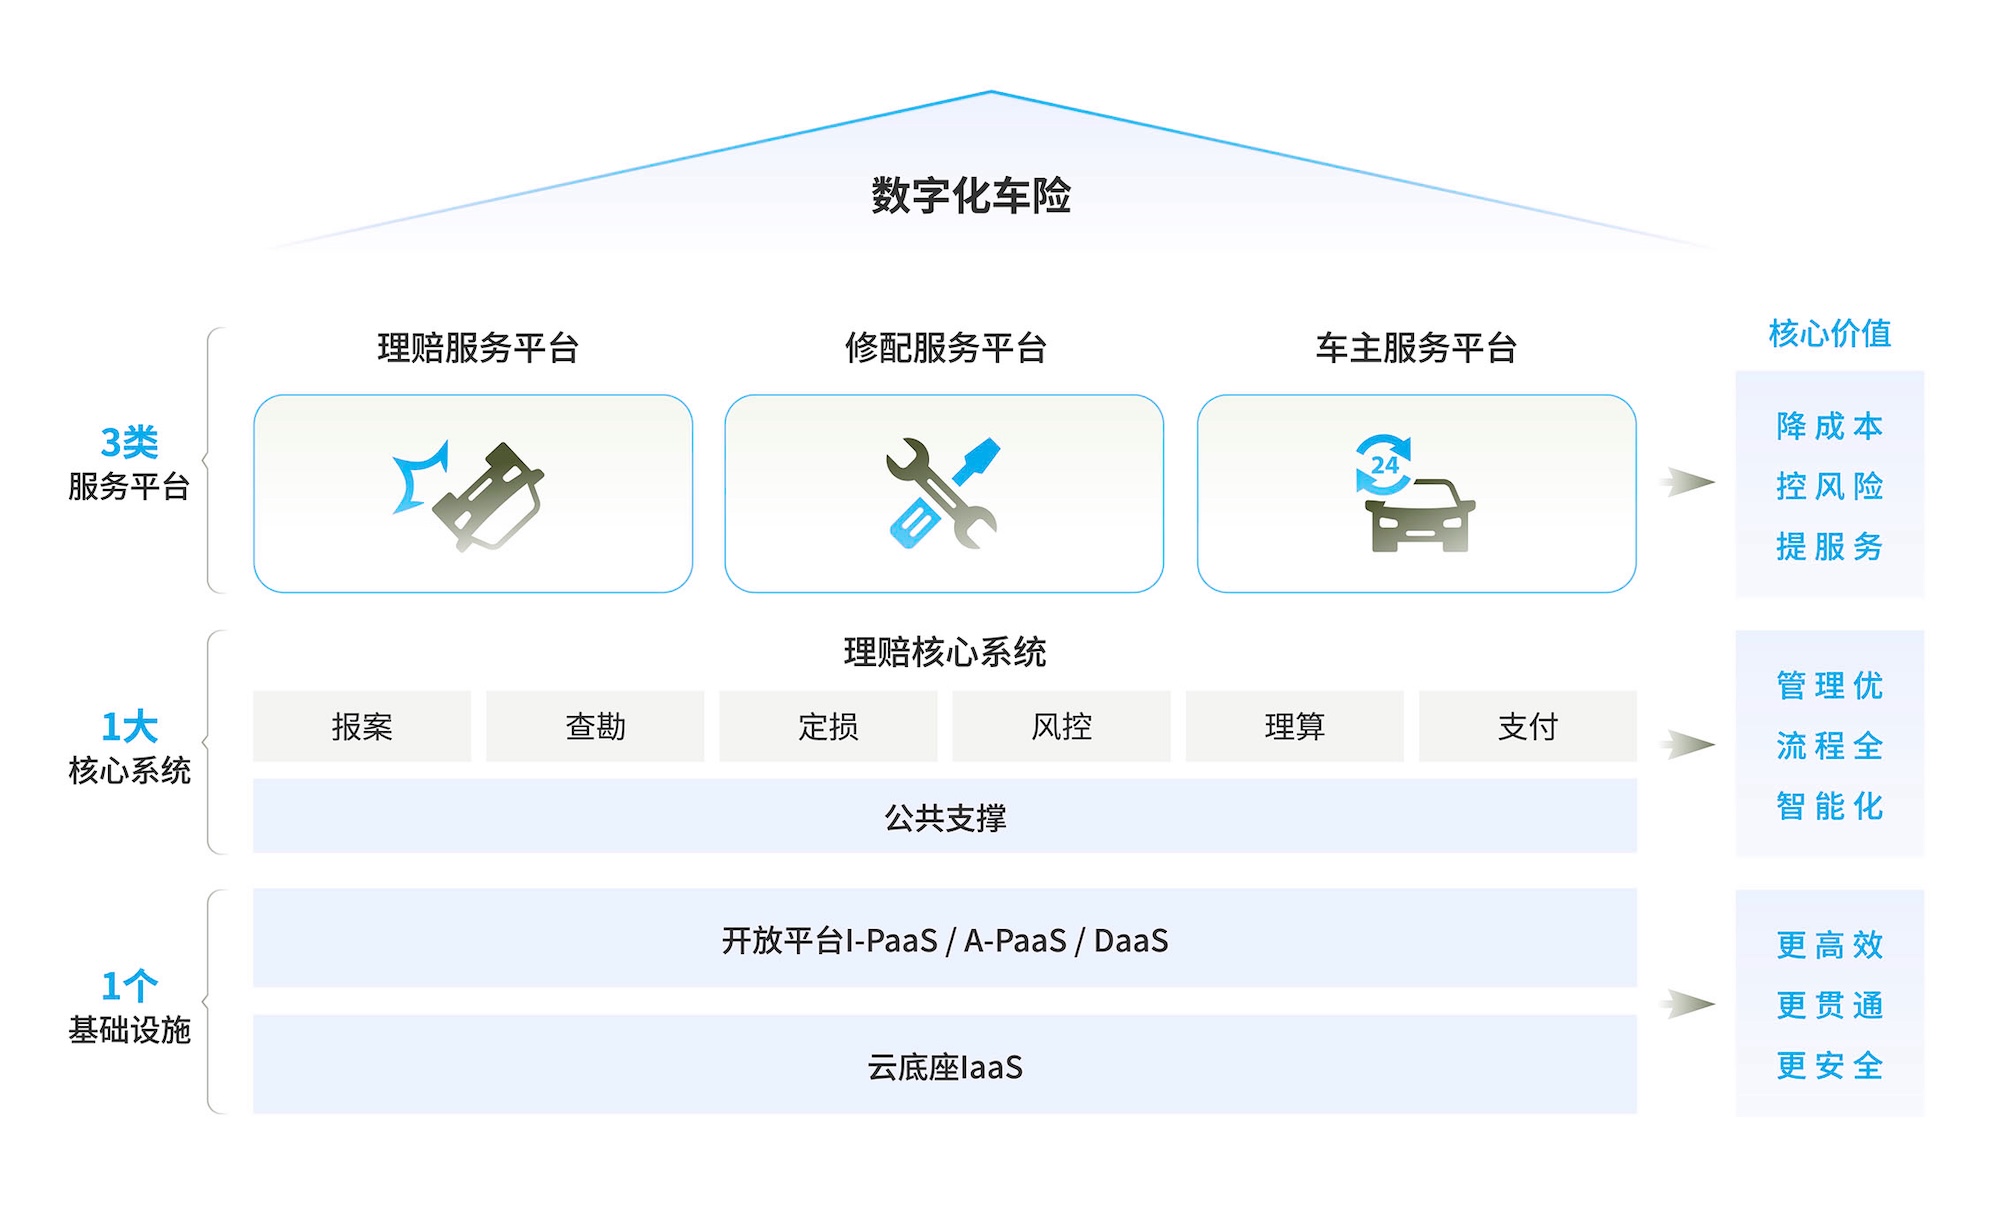 数字化车险
3类
服务平台
理赔服务平台
修配服务平台
车主服务平台
24
核心价值
降成本
控风险
提服务
1大
核心系统
理赔核心系统
报案
查勘
定损
风控
理算
支付
公共支撑
管理优
流程全
智能化
1个
基础设施
开放平台I-PaaS / A-PaaS / DaaS
云底座IaaS
更高效
更贯通
更安全